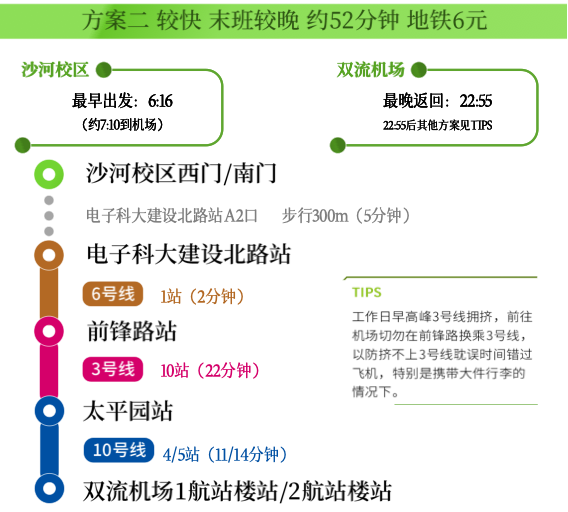 方案二 较快 末班较晚 约52分钟 地铁6元
沙河校区
最早出发：6:16
（约7:10到机场）
双流机场
最晚返回：22:55
22:55后其他方案见TIPS
沙河校区西门/南门
电子科大建设北路站A2口 步行300m（5分钟）
电子科大建设北路站
6号线 1站（2分钟）
前锋路站
3号线 10站（22分钟）
太平园站
10号线 4/5站（11/14分钟）
双流机场1航站楼站/2航站楼站
TIPS
工作日早高峰3号线拥挤，前往
机场切勿在前锋路换乘3号线，
以防挤不上3号线耽误时间错过
飞机，特别是携带大件行李的
情况下。